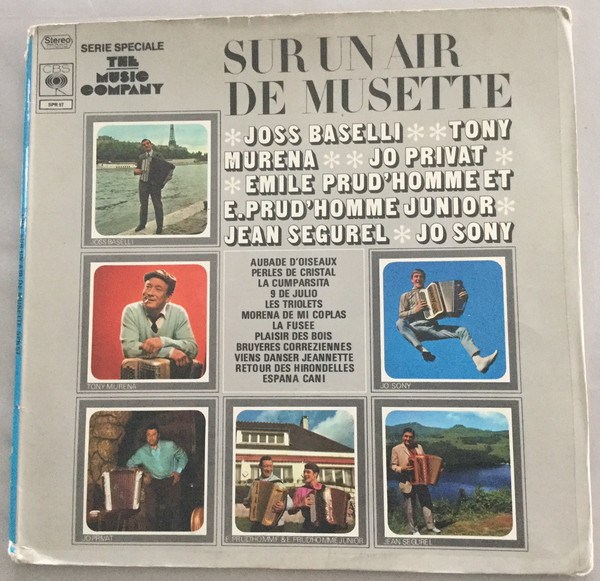 Stereo
SERIE SPECIALE
THE
MUSIC
COMPANY
CBS
SPR 57
SUR UN AIR
DE MUSETTE
*JOSS BASELLI**TONY
MURENA**JO PRIVAT*
*EMILE PRUD'HOMME ET
E.PRUD'HOMME JUNIOR*
JEAN SEGUREL*JO SONY
JOSS BASELLI
AUBADE D'OISEAUX
PERLES DE CRISTAL
LA CUMPARSITA
9 DE JULIO
LES TRIOLETS
MORENA DE MI COPLAS
LA FUSEE
PLAISIR DES BOIS
BRUYERES CORREZIENNES
VIENS DANSER JEANNETTE
RETOUR DES HIRONDELLES
ESPANA CANI
TONY MURENA
JO SONY
JO PRIVAT
E. PRUD'HOMME & E. PRUD'HOMME JUNIOR
JEAN SEGUREL